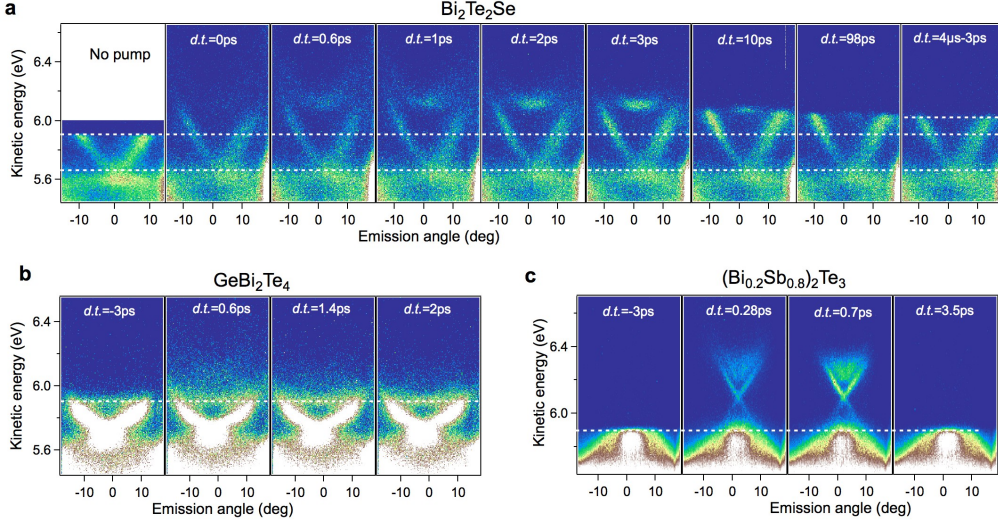 a
Bi2Te2Se
No pump
d.t.=0ps
d.t.=0.6ps
d.t.=1ps
d.t.=2ps
d.t.=3ps
d.t.=10ps
d.t.=98ps
d.t.=4µs-3ps
Kinetic energy (eV)
6.4
6.0
5.6
-10 0 10 -10 0 10 -10 0 10 -10 0 10 -10 0 10 -10 0 10 -10 0 10 -10 0 10 -10 0 10
Emission angle (deg)
b
GeBi2Te4
d.t.=-3ps
d.t.=0.6ps
d.t.=1.4ps
d.t.=2ps
Kinetic energy (eV)
6.4
6.0
5.6
-10 0 10 -10 0 10 -10 0 10 -10 0 10
Emission angle (deg)
c
(Bi0.2Sb0.8)2Te3
d.t.=-3ps
d.t.=0.28ps
d.t.=0.7ps
d.t.=3.5ps
Kinetic energy (eV)
6.4
6.0
-10 0 10 -10 0 10 -10 0 10 -10 0 10
Emission angle (deg)